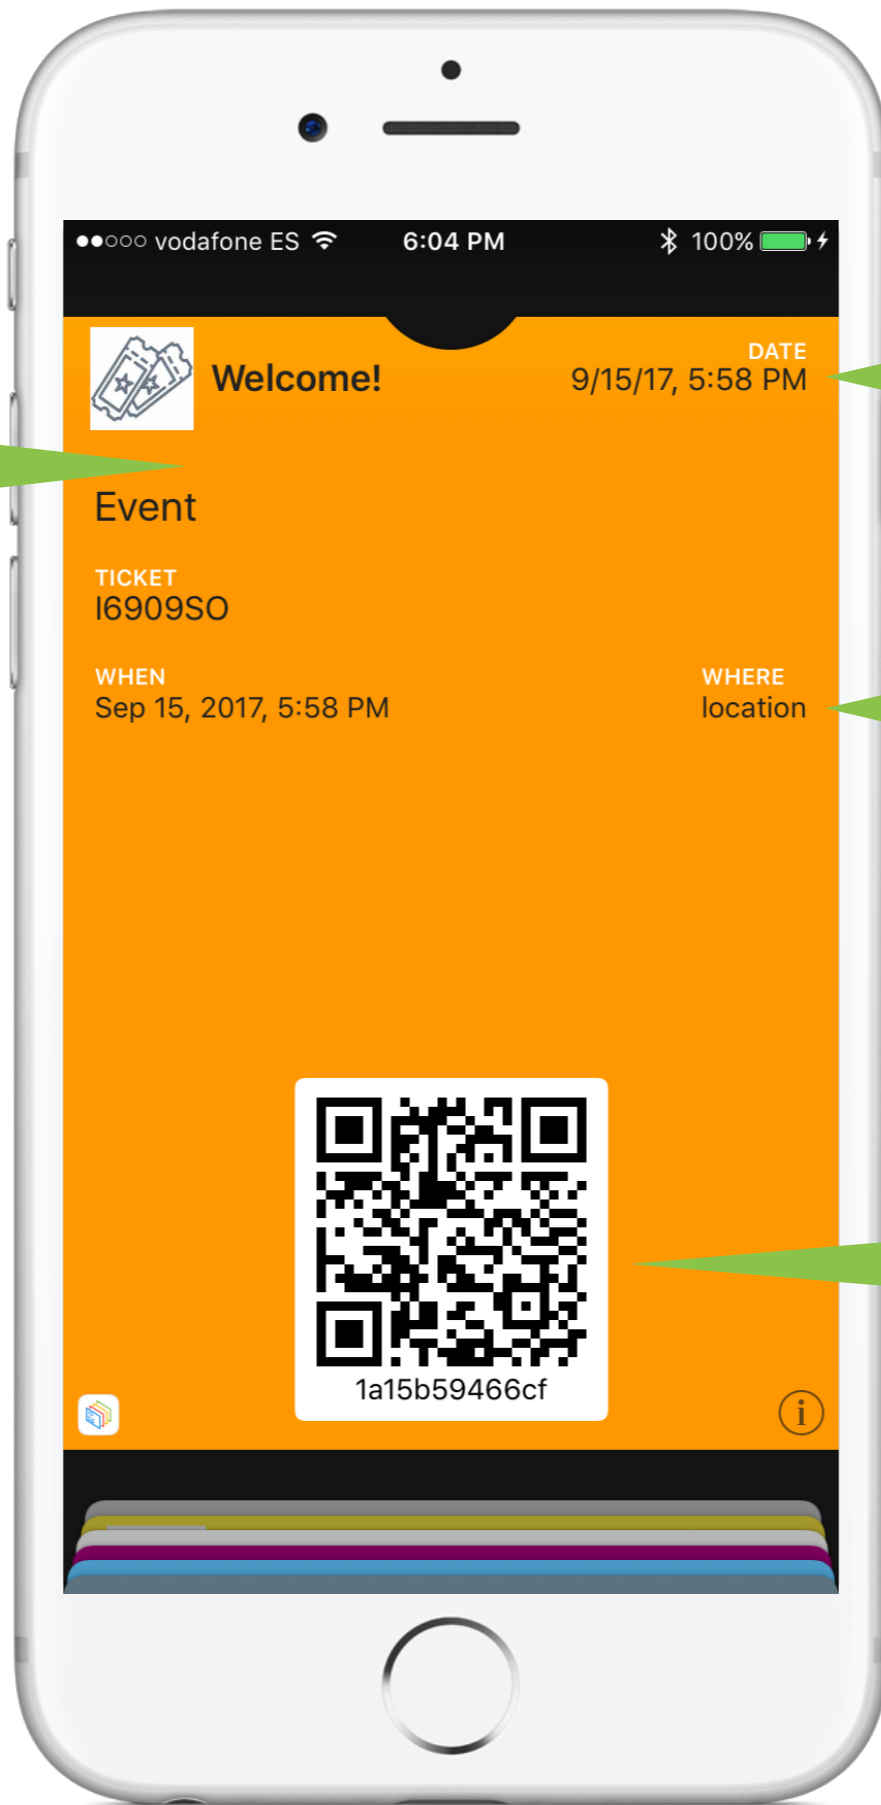 vodafone ES 6:04 PM 100%
Welcome!
DATE
9/15/17, 5:58 PM
Event
TICKET
I6909SO
WHEN
Sep 15, 2017, 5:58 PM
WHERE
location
1a15b59466cf
i